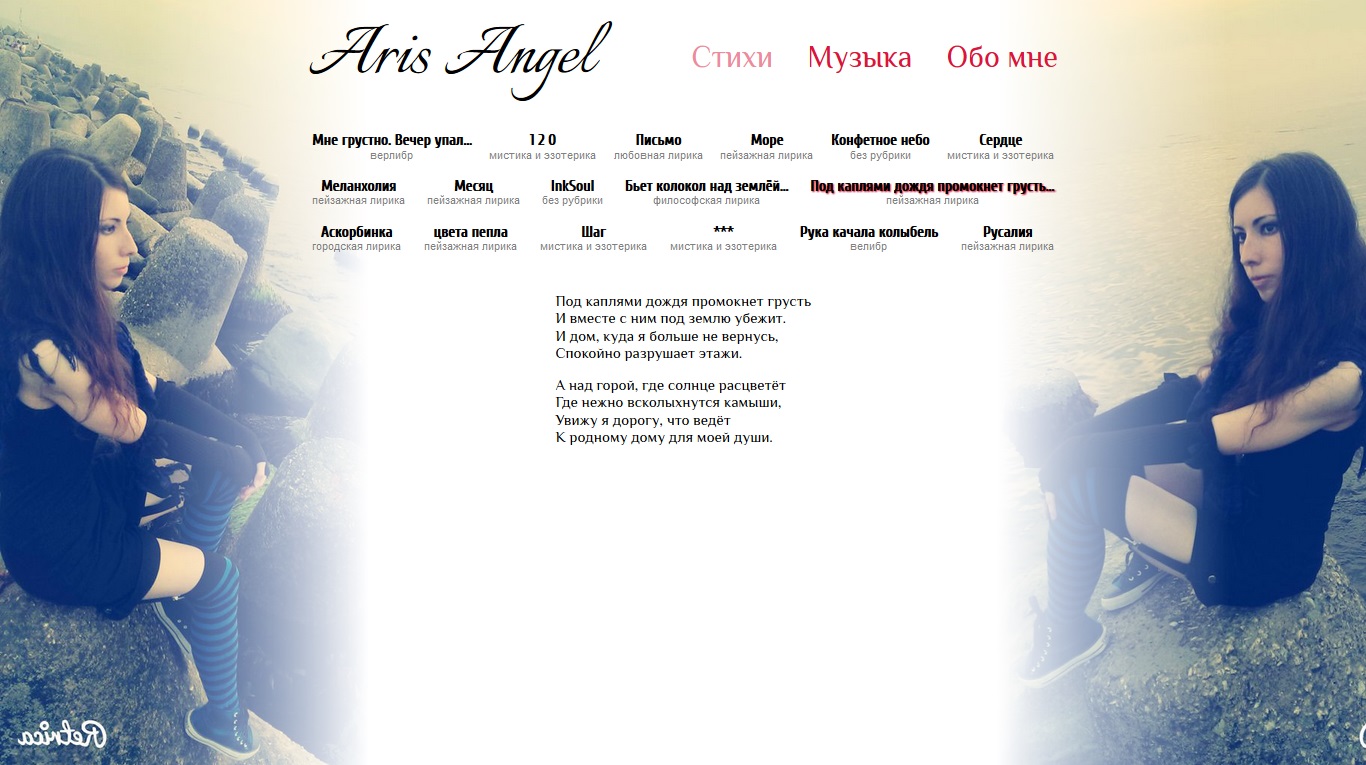 Aris Angel
Стихи Музыка Обо мне
Мне грустно. Вечер упал... 1 2 0 Письмо Море Конфетное небо Сердце
верлибр мистика и эзотерика любовная лирика пейзажная лирика без рубрики мистика и эзотерика
Меланхолия Месяц InkSoul Бьет колокол над землёй... Под каплями дождя промокнет грусть...
пейзажная лирика пейзажная лирика без рубрики философская лирика пейзажная лирика
Аскорбинка цвета пепла Шаг *** Рука качала колыбель Русалия
городская лирика пейзажная лирика мистика и эзотерика мистика и эзотерика велибр пейзажная лирика
Под каплями дождя промокнет грусть
И вместе с ним под землю убежит.
И дом, куда я больше не вернусь,
Спокойно разрушает этажи.
А над горой, где солнце расцветёт
Где нежно всколыхнутся камыши,
Увижу я дорогу, что ведёт
К родному дому для моей души.
Retrica